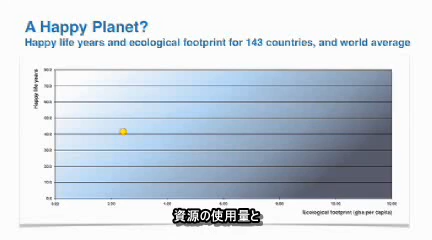 A Happy Planet?
Happy life years and ecological footprint for 143 countries, and world average
Happy life years
Ecological footprint (gha per capita)
資源の使用量と